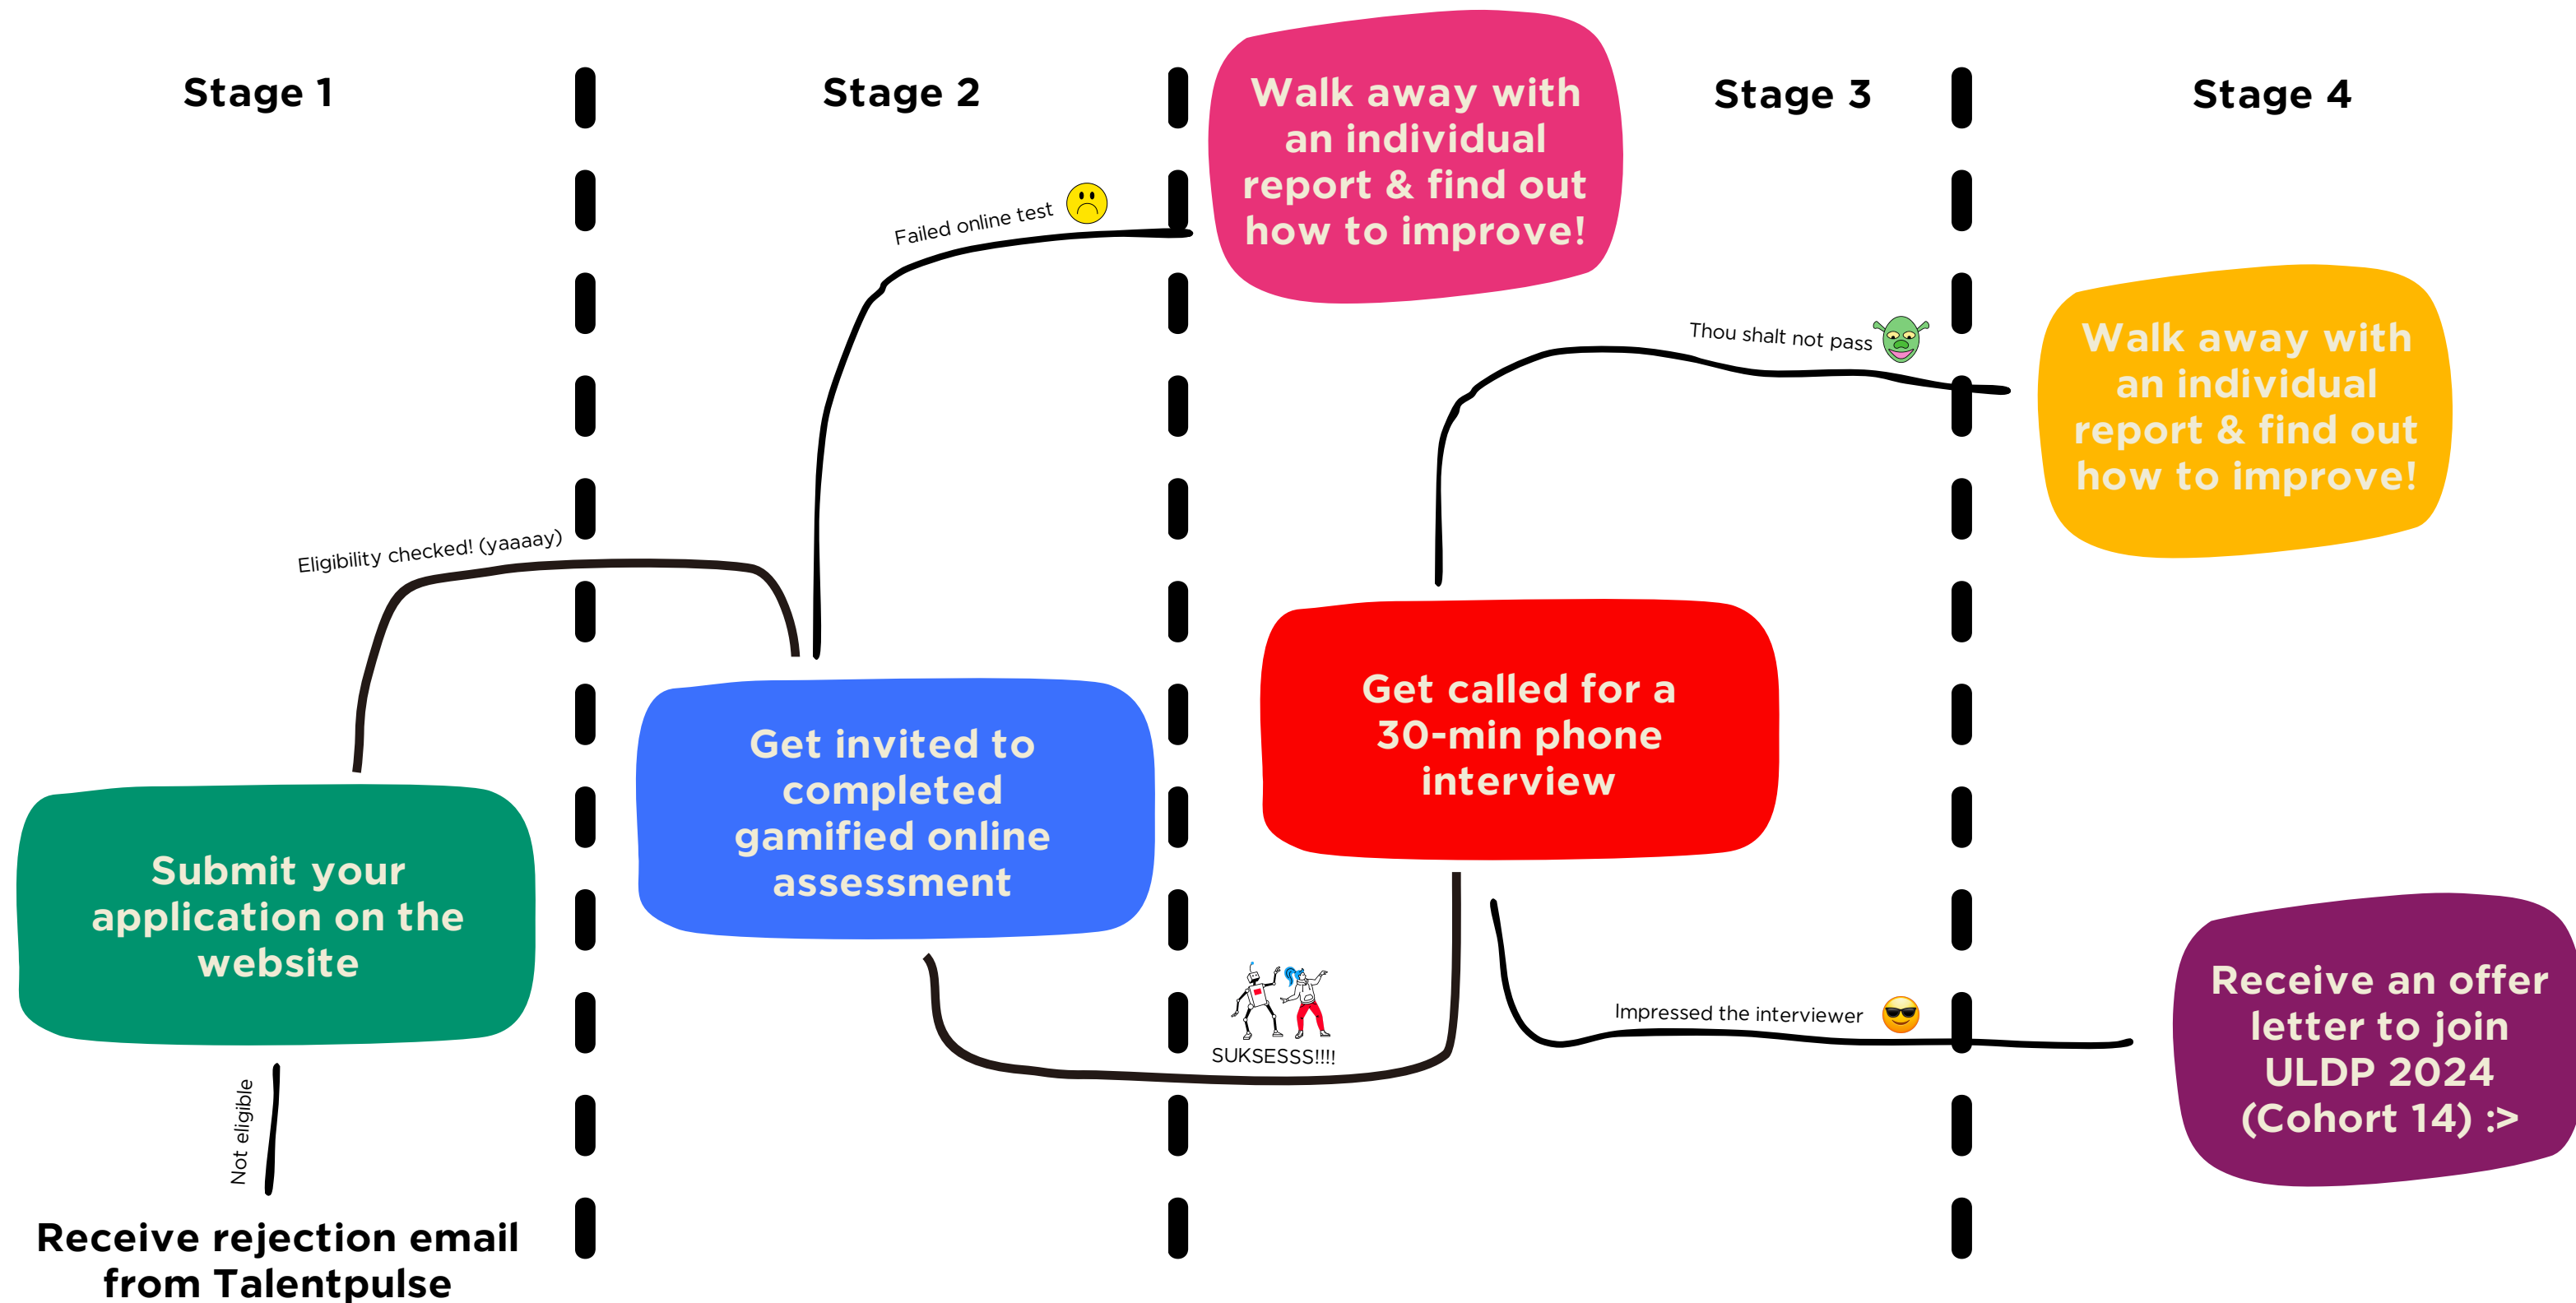 Stage 1
Stage 2
Stage 3
Stage 4
Walk away with
an individual
report & find out
how to improve!
Failed online test
Thou shalt not pass
Walk away with
an individual
report & find out
how to improve!
Eligibility checked! (yaaaay)
Get called for a
30-min phone
interview
Get invited to
completed
gamified online
assessment
Submit your
application on the
website
SUKSESSS!!!!
Impressed the interviewer
Receive an offer
letter to join
ULDP 2024
(Cohort 14) :>
Not eligible
Receive rejection email
from Talentpulse